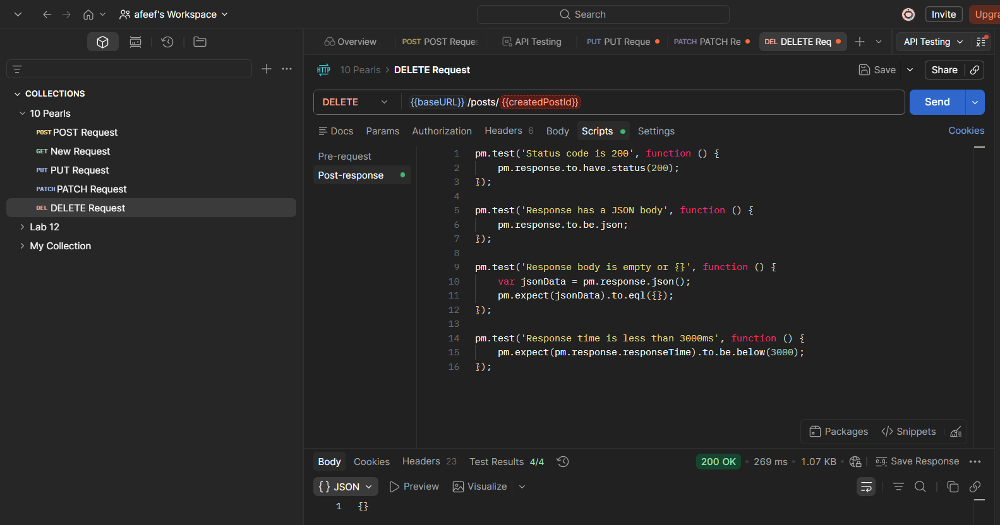 afeef's Workspace
Search
Invite
Upgra
Overview
POST POST Reques
API Testing
PUT PUT Reque
PATCH PATCH Re
DEL DELETE Req
API Testing
COLLECTIONS
10 Pearls
POST POST Request
GET New Request
PUT PUT Request
PATCH PATCH Request
DEL DELETE Request
Lab 12
My Collection
HTTP 10 Pearls > DELETE Request
Save
Share
DELETE
{{baseURL}} /posts/ {{createdPostId}}
Send
Docs Params Authorization Headers 6 Body Scripts Settings
Cookies
Pre-request
Post-response
1 pm.test('Status code is 200', function () {
2 pm.response.to.have.status(200);
3 });
4
5 pm.test('Response has a JSON body', function () {
6 pm.response.to.be.json;
7 });
8
9 pm.test('Response body is empty or {}', function () {
10 var jsonData = pm.response.json();
11 pm.expect(jsonData).to.eql({});
12 });
13
14 pm.test('Response time is less than 3000ms', function () {
15 pm.expect(pm.response.responseTime).to.be.below(3000);
16 });
Packages
</> Snippets
Body Cookies Headers 23 Test Results 4/4
200 OK • 269 ms • 1.07 KB
e.g. Save Response
{} JSON
Preview
Visualize
1 {}